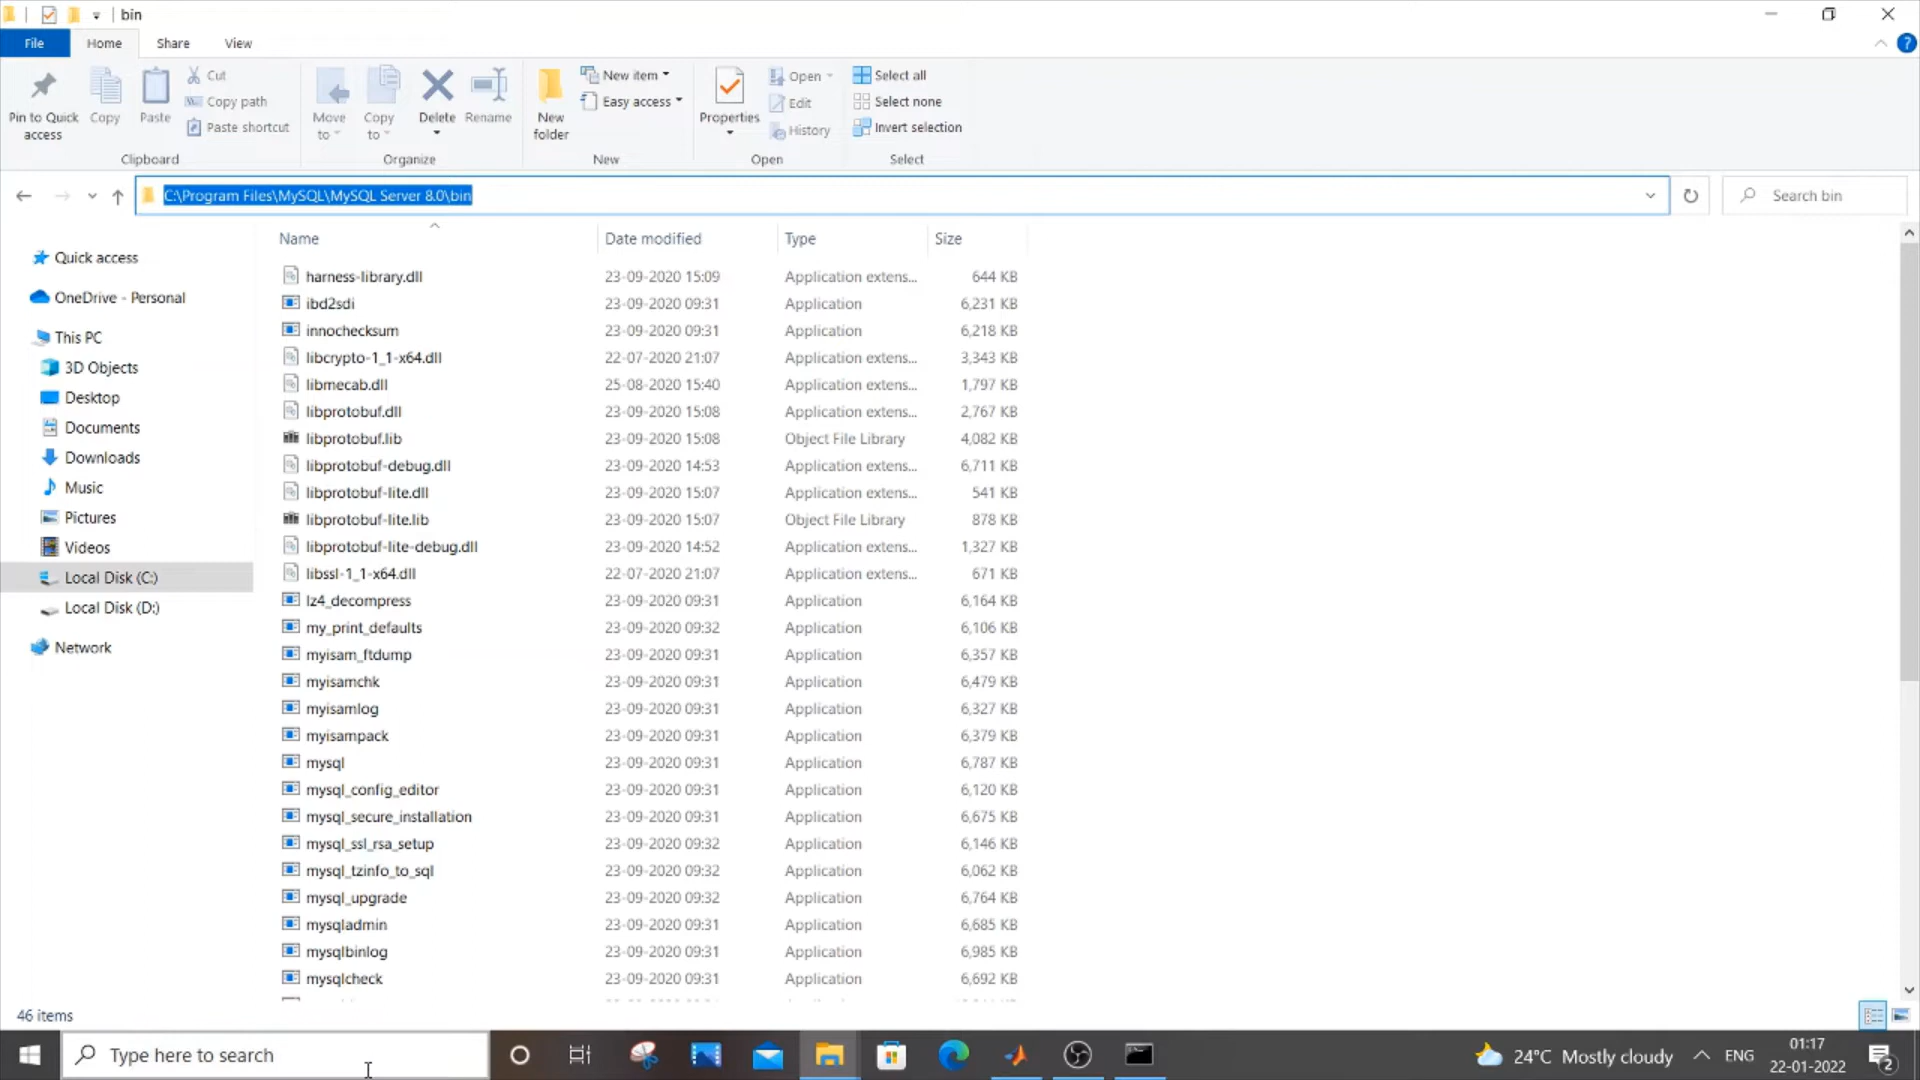 bin
File Home Share View
Pin to Quick access
Copy
Paste
Cut
Copy path
Paste shortcut
Clipboard
Move to
Copy to
Delete
Rename
Organize
New folder
New item
Easy access
New
Properties
Open
Edit
History
Open
Select all
Select none
Invert selection
Select
C:\Program Files\MySQL\MySQL Server 8.0\bin
Search bin
Quick access
OneDrive - Personal
This PC
3D Objects
Desktop
Documents
Downloads
Music
Pictures
Videos
Local Disk (C:)
Local Disk (D:)
Network
Name Date modified Type Size
harness-library.dll 23-09-2020 15:09 Application extens... 644 KB
ibd2sdi 23-09-2020 09:31 Application 6,231 KB
innochecksum 23-09-2020 09:31 Application 6,218 KB
libcrypto-1_1-x64.dll 22-07-2020 21:07 Application extens... 3,343 KB
libmecab.dll 25-08-2020 15:40 Application extens... 1,797 KB
libprotobuf.dll 23-09-2020 15:08 Application extens... 2,767 KB
libprotobuf.lib 23-09-2020 15:08 Object File Library 4,082 KB
libprotobuf-debug.dll 23-09-2020 14:53 Application extens... 6,711 KB
libprotobuf-lite.dll 23-09-2020 15:07 Application extens... 541 KB
libprotobuf-lite.lib 23-09-2020 15:07 Object File Library 878 KB
libprotobuf-lite-debug.dll 23-09-2020 14:52 Application extens... 1,327 KB
libssl-1_1-x64.dll 22-07-2020 21:07 Application extens... 671 KB
lz4_decompress 23-09-2020 09:31 Application 6,164 KB
my_print_defaults 23-09-2020 09:32 Application 6,106 KB
myisam_ftdump 23-09-2020 09:31 Application 6,357 KB
myisamchk 23-09-2020 09:31 Application 6,479 KB
myisamlog 23-09-2020 09:31 Application 6,327 KB
myisampack 23-09-2020 09:31 Application 6,379 KB
mysql 23-09-2020 09:31 Application 6,787 KB
mysql_config_editor 23-09-2020 09:31 Application 6,120 KB
mysql_secure_installation 23-09-2020 09:31 Application 6,675 KB
mysql_ssl_rsa_setup 23-09-2020 09:32 Application 6,146 KB
mysql_tzinfo_to_sql 23-09-2020 09:32 Application 6,062 KB
mysql_upgrade 23-09-2020 09:32 Application 6,764 KB
mysqladmin 23-09-2020 09:31 Application 6,685 KB
mysqlbinlog 23-09-2020 09:31 Application 6,985 KB
mysqlcheck 23-09-2020 09:31 Application 6,692 KB
46 items
Type here to search
24°C Mostly cloudy
ENG
01:17
22-01-2022
2